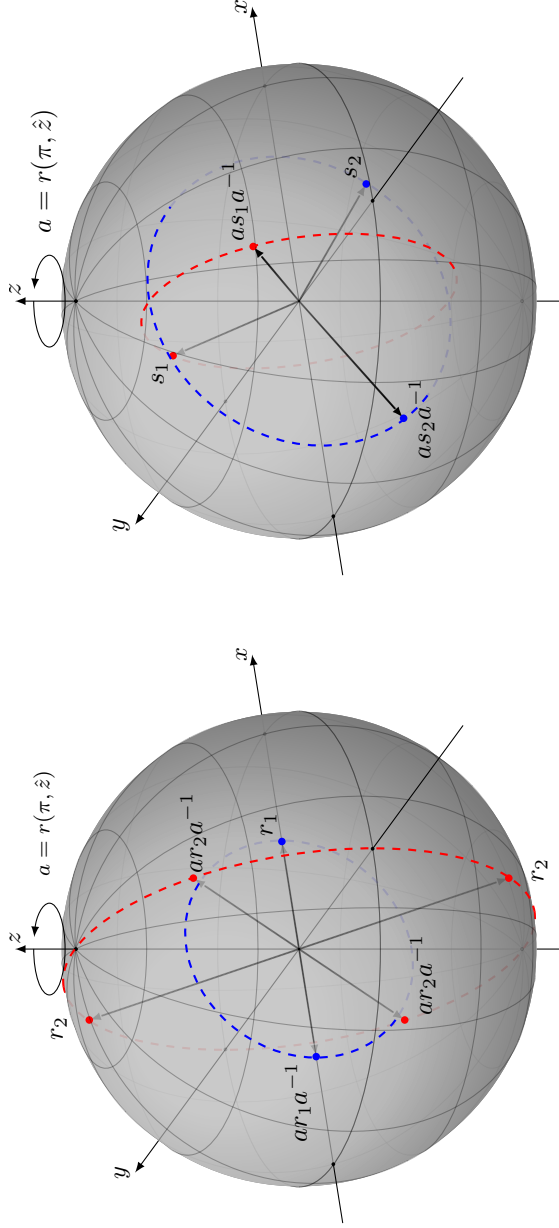 z
a = r(π, ẑ)
x
y
s₁
as₁a⁻¹
s₂
as₂a⁻¹
z
a = r(π, ẑ)
x
y
r₂
ar₂a⁻¹
r₁
ar₁a⁻¹
ar₂a⁻¹
r₂